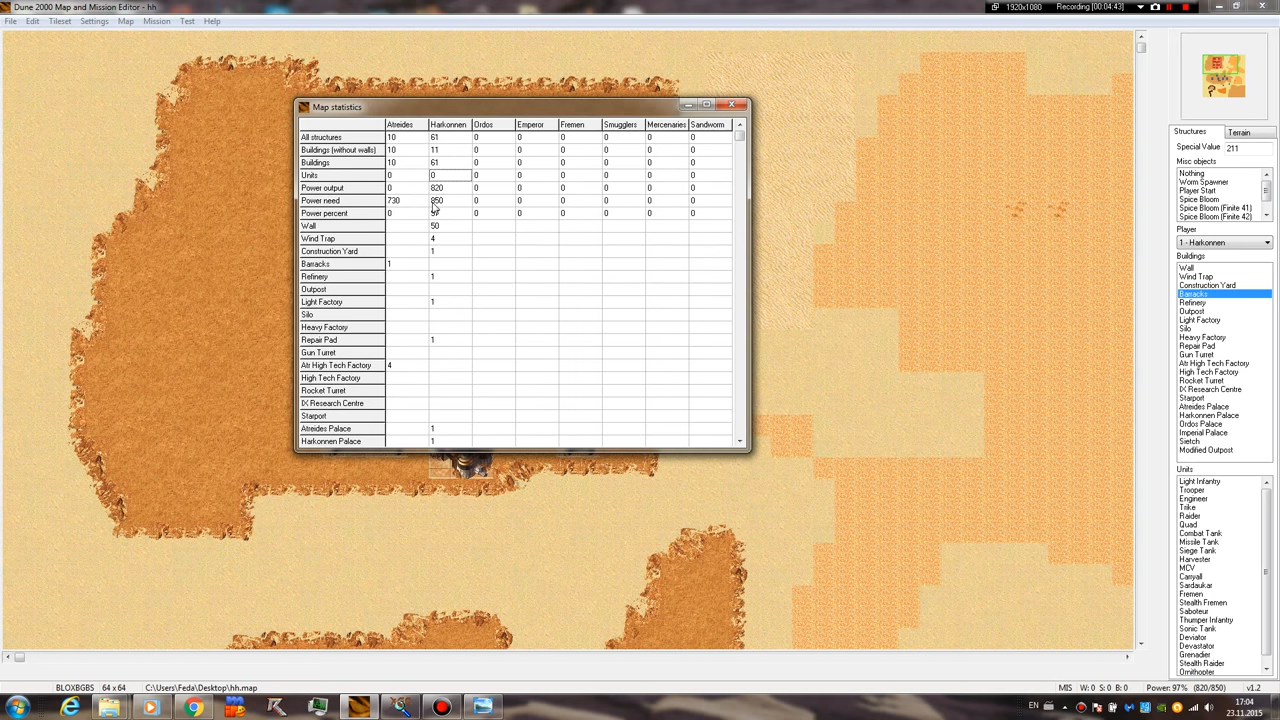 Dune 2000 Map and Mission Editor - hh
1920x1080
Recording [00:04:43]
File Edit Tileset Settings Map Mission Test Help
Map statistics
Atreides Harkonnen Ordos Emperor Fremen Smugglers Mercenaries Sandworm
All structures 10 61 0 0 0 0 0 0
Buildings (without walls) 10 11 0 0 0 0 0 0
Buildings 10 61 0 0 0 0 0 0
Units 0 0 0 0 0 0 0 0
Power output 0 820 0 0 0 0 0 0
Power need 730 850 0 0 0 0 0 0
Power percent 0 97 0 0 0 0 0 0
Wall 50
Wind Trap 4
Construction Yard 1
Barracks 1
Refinery 1
Outpost
Light Factory 1
Silo
Heavy Factory
Repair Pad 1
Gun Turret
Atr High Tech Factory 4
High Tech Factory
Rocket Turret
IX Research Centre
Starport
Atreides Palace 1
Harkonnen Palace 1
Structures Terrain
Special Value 211
Misc objects
Nothing
Worm Spawner
Player Start
Spice Bloom
Spice Bloom (Finite 41)
Spice Bloom (Finite 42)
Player
1 - Harkonnen
Buildings
Wall
Wind Trap
Construction Yard
Barracks
Refinery
Outpost
Light Factory
Silo
Heavy Factory
Repair Pad
Gun Turret
Atr High Tech Factory
High Tech Factory
Rocket Turret
IX Research Centre
Starport
Atreides Palace
Harkonnen Palace
Ordos Palace
Imperial Palace
Sietch
Modified Outpost
Units
Light Infantry
Trooper
Engineer
Trike
Raider
Quad
Combat Tank
Missile Tank
Siege Tank
Harvester
MCV
Carryall
Sardaukar
Fremen
Stealth Fremen
Saboteur
Thumper Infantry
Sonic Tank
Deviator
Devastator
Grenadier
Stealth Raider
Ornithooter
BLOXBGBS 64 x 64 C:\Users\Feda\Desktop\hh.map MIS W: 0 S: 0 B: 0 Power: 97% (820/850) v1.2
EN
17:04
23.11.2015